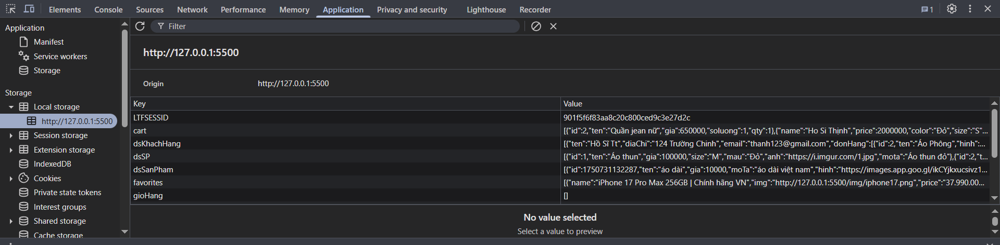 Elements Console Sources Network Performance Memory Application Privacy and security Lighthouse Recorder 1
Application
Manifest
Service workers
Storage
Storage
Local storage
http://127.0.0.1:5500
Session storage
Extension storage
IndexedDB
Cookies
Private state tokens
Interest groups
Shared storage
Cache storage
Filter
http://127.0.0.1:5500
Origin http://127.0.0.1:5500
Key Value
LTFSESSID 901f5f6f83aa8c20c800ced9c3e27d2c
cart [{"id":2,"ten":"Quần jean nữ","gia":650000,"soluong":1,"qty":1},{"name":"Ho Si Thịnh","price":2000000,"color":"Đỏ","size":"S"...
dsKhachHang [{"ten":"Hồ Sĩ Tt","diaChi":"124 Trường Chinh","email":"thanh123@gmail.com","donHang":[{"id":2,"ten":"Áo Phông","hinh":...
dsSP [{"id":1,"ten":"Áo thun","gia":100000,"size":"M","mau":"Đỏ","anh":"https://i.imgur.com/1.jpg","mota":"Áo thun đỏ"},{"id":2,"t...
dsSanPham [{"id":1750731132287,"ten":"áo dài","gia":10000,"moTa":"áo dài việt nam","hinh":"https://images.app.goo.gl/ikCYjkxucsivz1...
favorites [{"name":"iPhone 17 Pro Max 256GB | Chính hãng VN","img":"http://127.0.0.1:5500/img/iphone17.png","price":"37.990.00...
gioHang []
No value selected
Select a value to preview